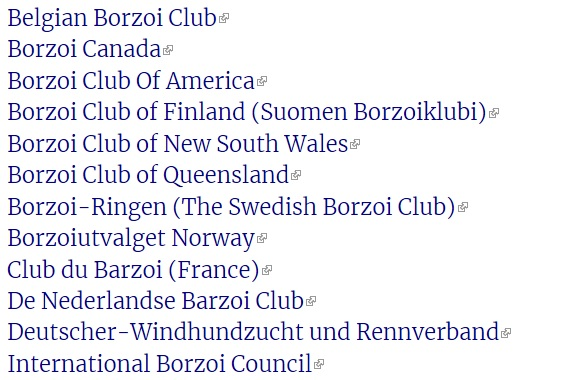 Belgian Borzoi Club
Borzoi Canada
Borzoi Club Of America
Borzoi Club of Finland (Suomen Borzoiklubi)
Borzoi Club of New South Wales
Borzoi Club of Queensland
Borzoi-Ringen (The Swedish Borzoi Club)
Borzoiutvalget Norway
Club du Barzoi (France)
De Nederlandse Barzoi Club
Deutscher-Windhundzucht und Rennverband
International Borzoi Council